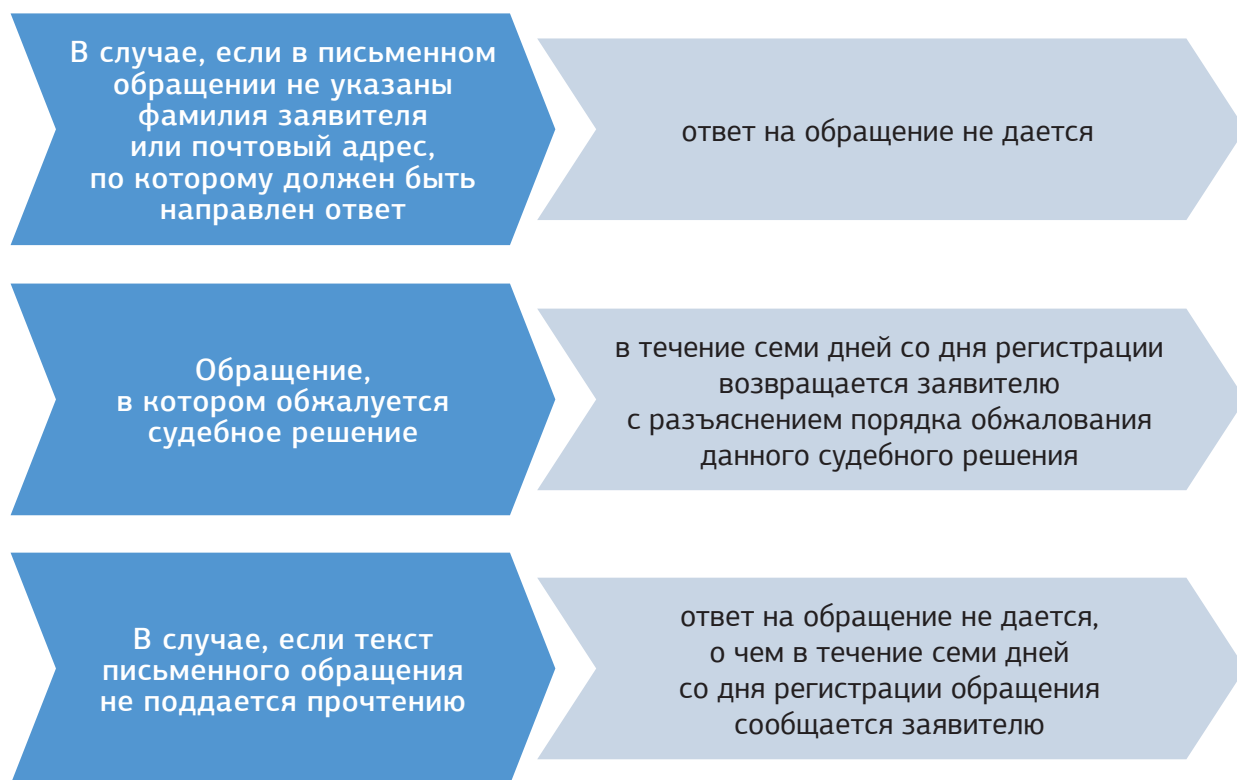 В случае, если в письменном
обращении не указаны
фамилия заявителя
или почтовый адрес,
по которому должен быть
направлен ответ
ответ на обращение не дается
Обращение,
в котором обжалуется
судебное решение
в течение семи дней со дня регистрации
возвращается заявителю
с разъяснением порядка обжалования
данного судебного решения
В случае, если текст
письменного обращения
не поддается прочтению
ответ на обращение не дается,
о чем в течение семи дней
со дня регистрации обращения
сообщается заявителю